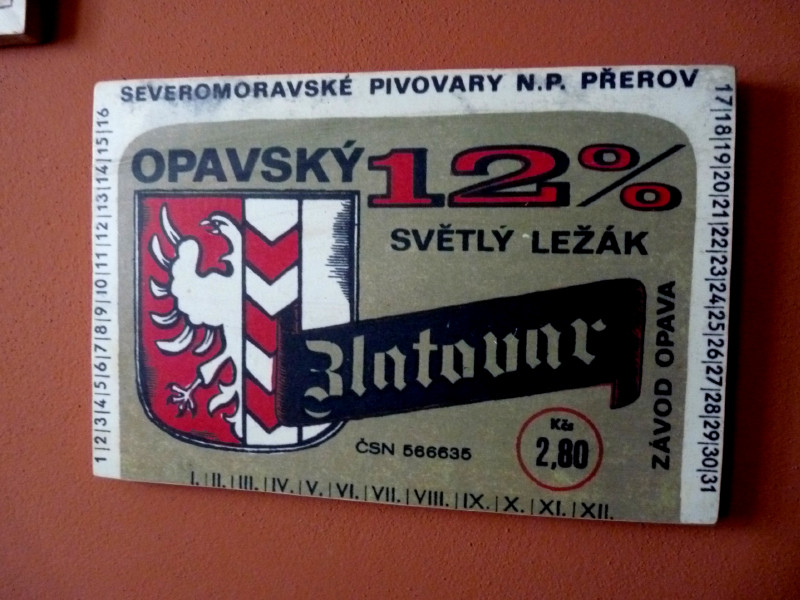 SEVEROMORAVSKÉ PIVOVARY N.P. PŘEROV
OPAVSKÝ 12%
SVĚTLÝ LEŽÁK
Zlatovar
ČSN 566635
Kčs
2,80
ZÁVOD OPAVA
1|2|3|4|5|6|7|8|9|10|11|12|13|14|15|16
17|18|19|20|21|22|23|24|25|26|27|28|29|30|31
I.|II.|III.|IV.|V.|VI.|VII.|VIII.|IX.|X.|XI.|XII.